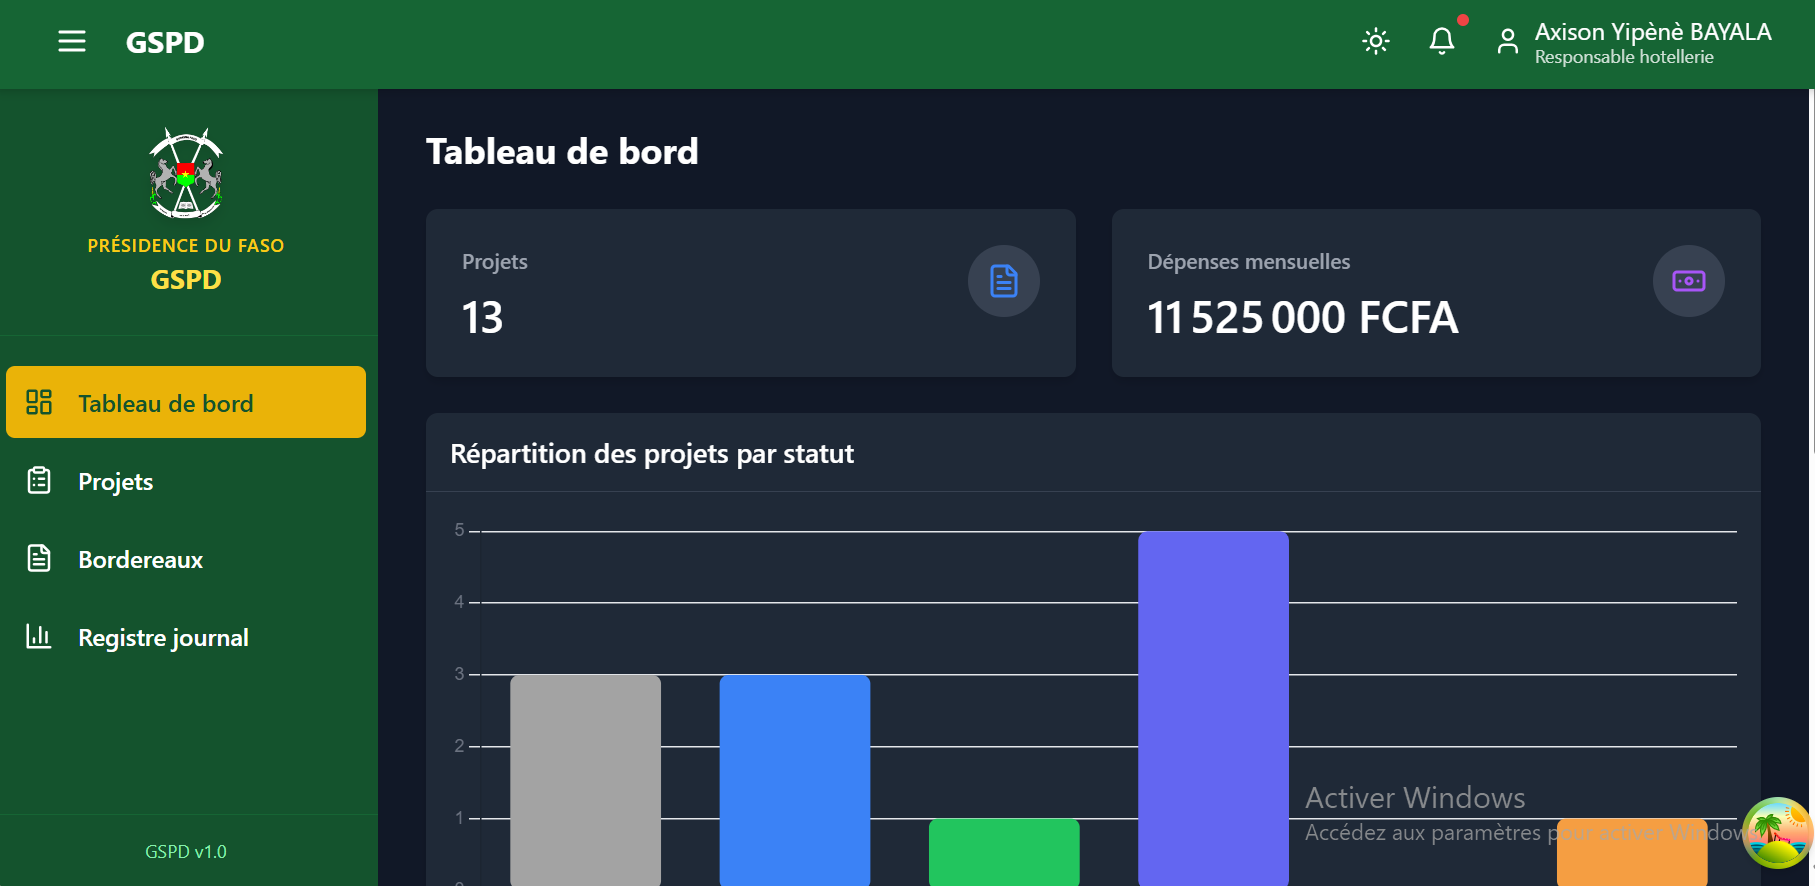 GSPD
Axison Yipènè BAYALA
Responsable hotellerie
PRÉSIDENCE DU FASO
GSPD
Tableau de bord
Projets
Bordereaux
Registre journal
GSPD v1.0
Tableau de bord
Projets
13
Dépenses mensuelles
11 525 000 FCFA
Répartition des projets par statut
5
4
3
2
1
Activer Windows
Accédez aux paramètres pour activer Windows